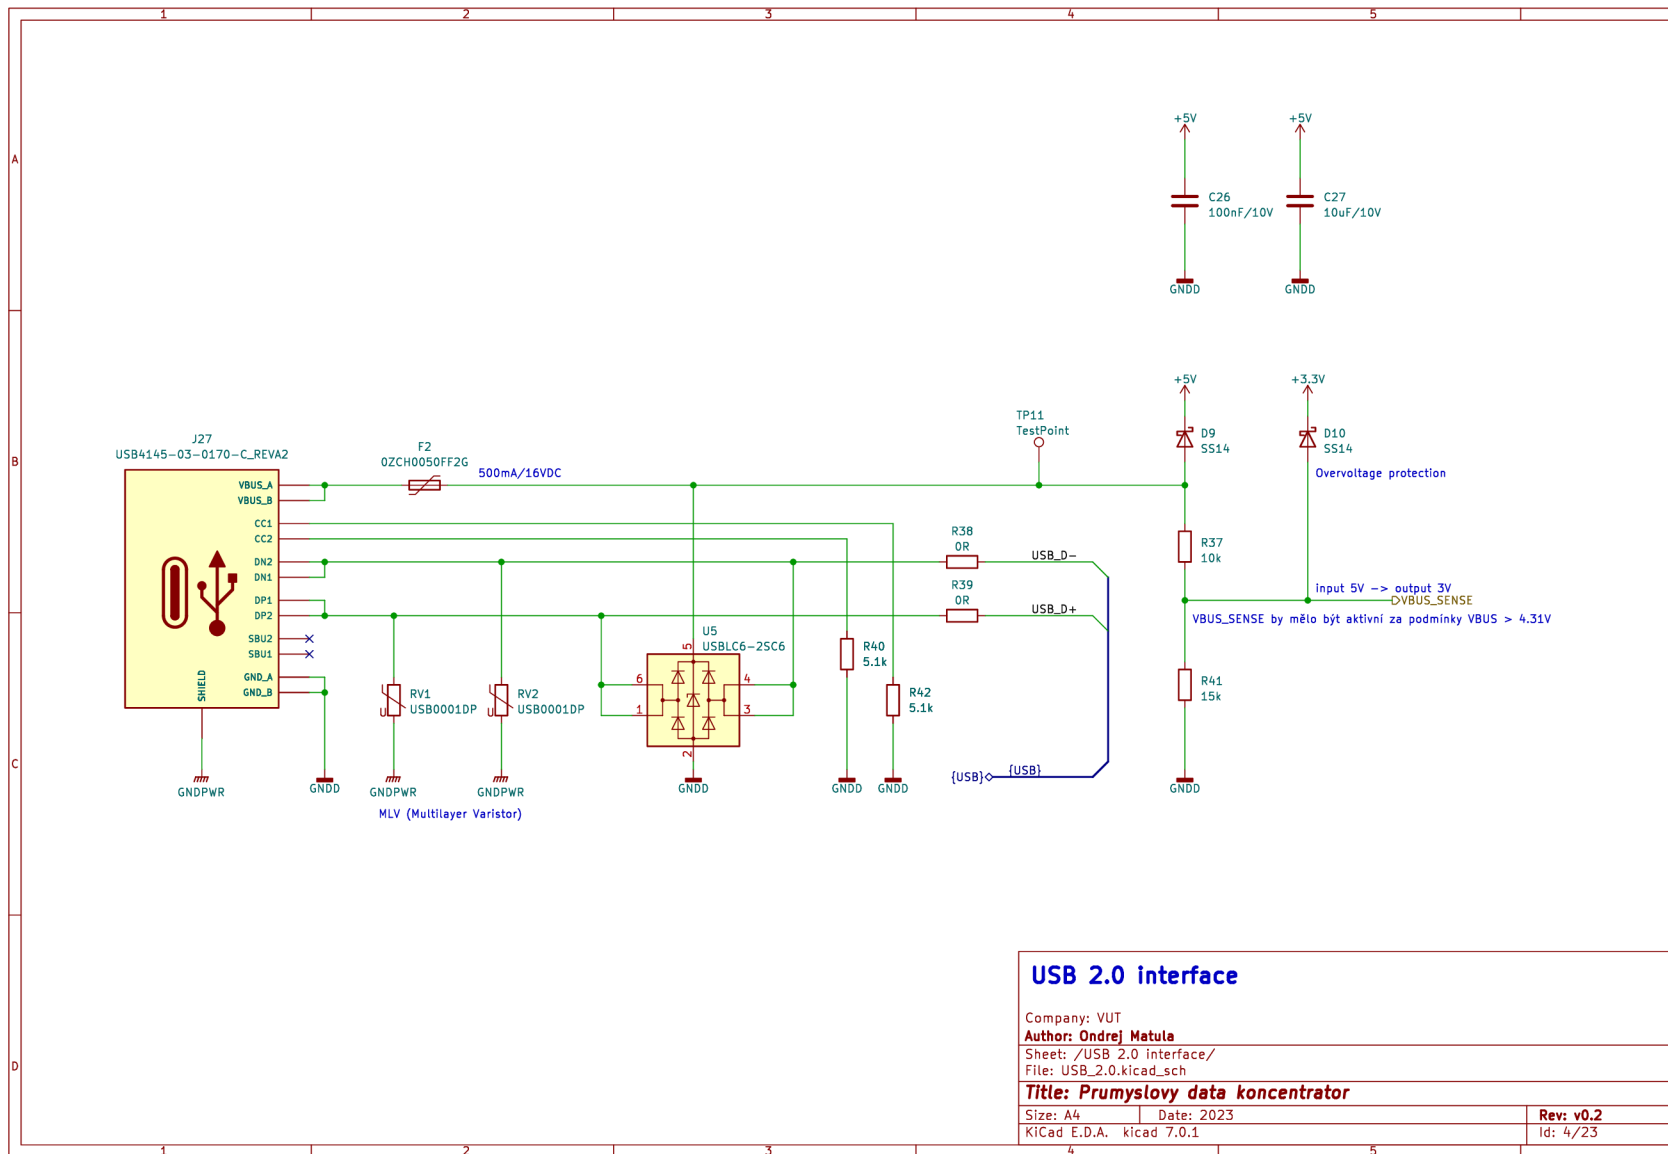 1 2 3 4 5
A
B
C
D
+5V
C26
100nF/10V
GNDD
+5V
C27
10uF/10V
GNDD
J27
USB4145-03-0170-C_REVA2
VBUS_A
VBUS_B
CC1
CC2
DN2
DN1
DP1
DP2
SBU2
SBU1
GND_A
GND_B
SHIELD
GNDPWR
GNDD
F2
0ZCH0050FF2G
500mA/16VDC
RV1
USB0001DP
U
GNDPWR
RV2
USB0001DP
U
GNDPWR
MLV (Multilayer Varistor)
U5
USBLC6-2SC6
5
6
4
1
3
2
GNDD
R40
5.1k
GNDD
R42
5.1k
GNDD
TP11
TestPoint
R38
0R
USB_D-
R39
0R
USB_D+
{USB}
{USB}
+5V
D9
SS14
+3.3V
D10
SS14
Overvoltage protection
R37
10k
input 5V -> output 3V
VBUS_SENSE
VBUS_SENSE by mělo být aktivní za podmínky VBUS > 4.31V
R41
15k
GNDD
USB 2.0 interface
Company: VUT
Author: Ondrej Matula
Sheet: /USB 2.0 interface/
File: USB_2.0.kicad_sch
Title: Prumyslovy data koncentrator
Size: A4 Date: 2023 Rev: v0.2
KiCad E.D.A. kicad 7.0.1 Id: 4/23
1 2 3 4 5